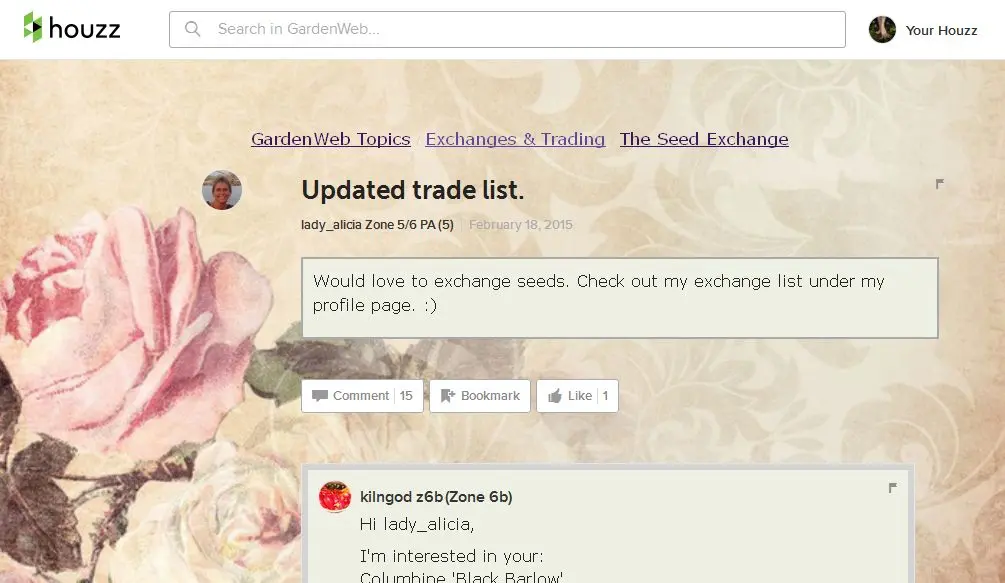 houzz
Search in GardenWeb...
Your Houzz
GardenWeb Topics Exchanges & Trading The Seed Exchange
Updated trade list.
lady_alicia Zone 5/6 PA(5) February 18, 2015
Would love to exchange seeds. Check out my exchange list under my
profile page. :)
Comment 15 Bookmark Like 1
kilngod z6b(Zone 6b)
Hi lady_alicia,
I'm interested in your:
Columbine 'Black Barlow'